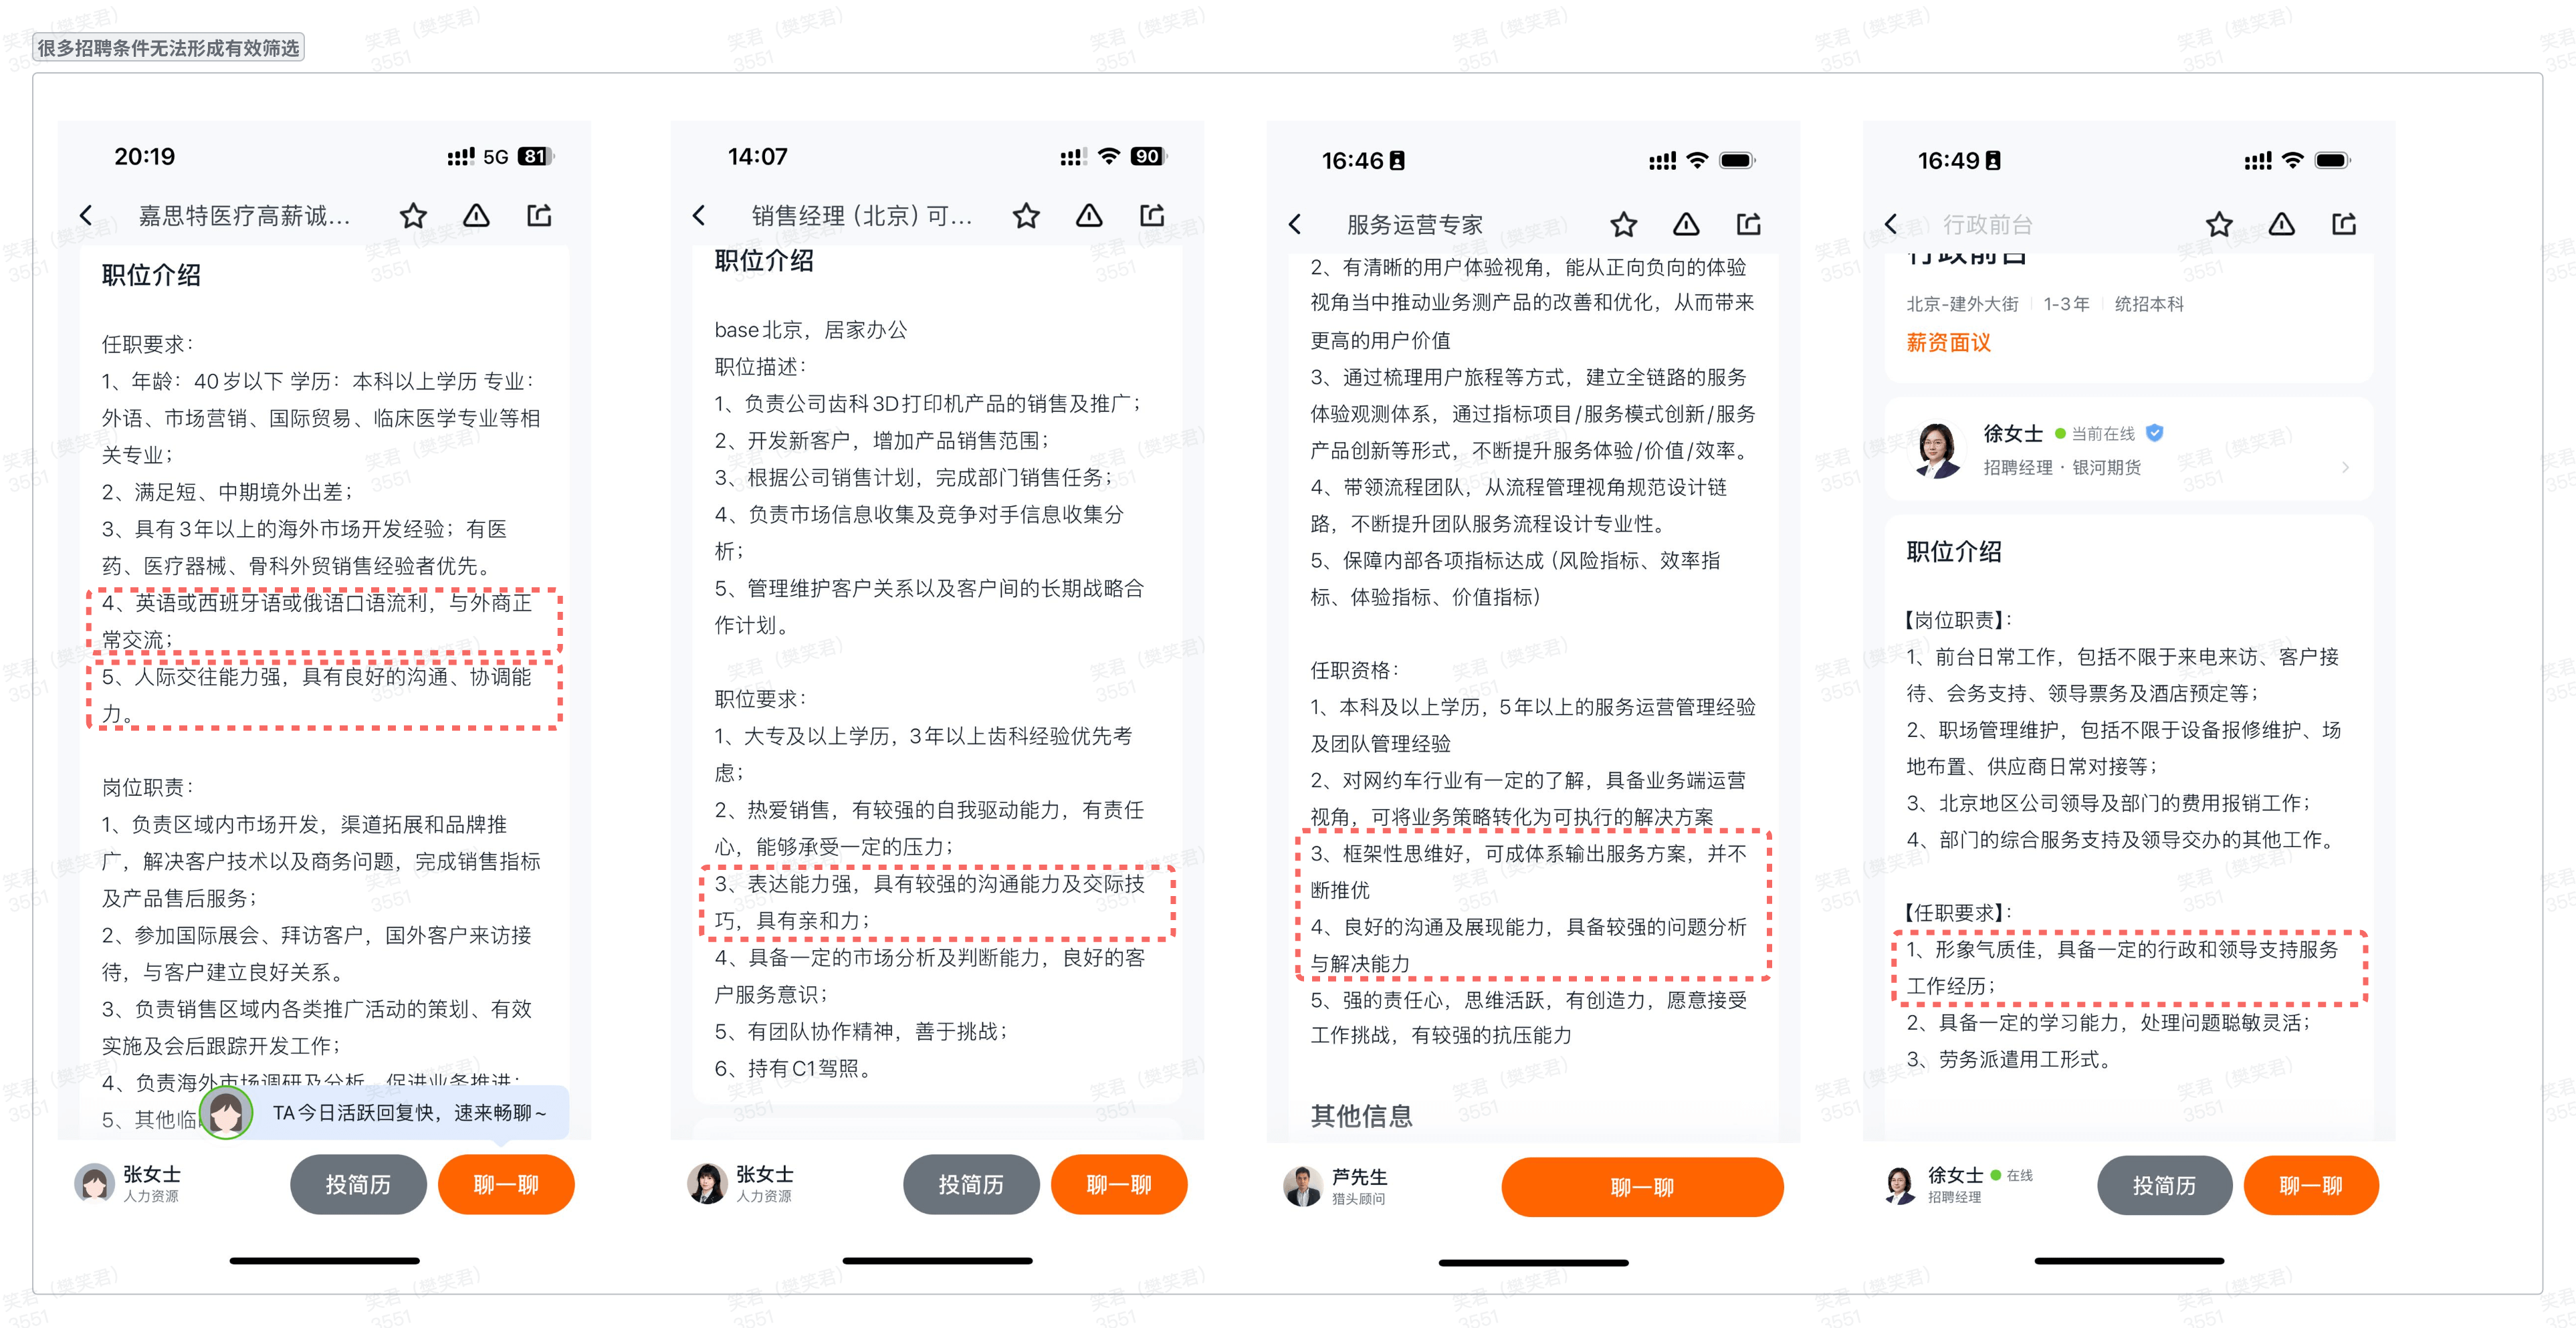 很多招聘条件无法形成有效筛选
20:19
5G
81
嘉思特医疗高薪诚...
职位介绍
任职要求：
1、年龄：40岁以下 学历：本科以上学历 专业：
外语、市场营销、国际贸易、临床医学专业等相
关专业；
2、满足短、中期境外出差；
3、具有3年以上的海外市场开发经验；有医
药、医疗器械、骨科外贸销售经验者优先。
4、英语或西班牙语或俄语口语流利，与外商正
常交流；
5、人际交往能力强，具有良好的沟通、协调能
力。
岗位职责：
1、负责区域内市场开发，渠道拓展和品牌推
广，解决客户技术以及商务问题，完成销售指标
及产品售后服务；
2、参加国际展会、拜访客户，国外客户来访接
待，与客户建立良好关系。
3、负责销售区域内各类推广活动的策划、有效
实施及会后跟踪开发工作；
4、负责海外市场调研及分析，促进业务推进；
5、其他临
TA今日活跃回复快，速来畅聊~
张女士
人力资源
投简历
聊一聊
14:07
90
销售经理（北京）可...
职位介绍
base北京，居家办公
职位描述：
1、负责公司齿科3D打印机产品的销售及推广；
2、开发新客户，增加产品销售范围；
3、根据公司销售计划，完成部门销售任务；
4、负责市场信息收集及竞争对手信息收集分
析；
5、管理维护客户关系以及客户间的长期战略合
作计划。
职位要求：
1、大专及以上学历，3年以上齿科经验优先考
虑；
2、热爱销售，有较强的自我驱动能力，有责任
心，能够承受一定的压力；
3、表达能力强，具有较强的沟通能力及交际技
巧，具有亲和力；
4、具备一定的市场分析及判断能力，良好的客
户服务意识；
5、有团队协作精神，善于挑战；
6、持有C1驾照。
张女士
人力资源
投简历
聊一聊
16:46
服务运营专家
2、有清晰的用户体验视角，能从正向负向的体验
视角当中推动业务测产品的改善和优化，从而带来
更高的用户价值
3、通过梳理用户旅程等方式，建立全链路的服务
体验观测体系，通过指标项目/服务模式创新/服务
产品创新等形式，不断提升服务体验/价值/效率。
4、带领流程团队，从流程管理视角规范设计链
路，不断提升团队服务流程设计专业性。
5、保障内部各项指标达成（风险指标、效率指
标、体验指标、价值指标）
任职资格：
1、本科及以上学历，5年以上的服务运营管理经验
及团队管理经验
2、对网约车行业有一定的了解，具备业务端运营
视角，可将业务策略转化为可执行的解决方案
3、框架性思维好，可成体系输出服务方案，并不
断推优
4、良好的沟通及展现能力，具备较强的问题分析
与解决能力
5、强的责任心，思维活跃，有创造力，愿意接受
工作挑战，有较强的抗压能力
其他信息
芦先生
猎头顾问
聊一聊
16:49
行政前台
行政前台
北京-建外大街 1-3年 统招本科
薪资面议
徐女士 当前在线
招聘经理·银河期货
职位介绍
【岗位职责】：
1、前台日常工作，包括不限于来电来访、客户接
待、会务支持、领导票务及酒店预定等；
2、职场管理维护，包括不限于设备报修维护、场
地布置、供应商日常对接等；
3、北京地区公司领导及部门的费用报销工作；
4、部门的综合服务支持及领导交办的其他工作。
【任职要求】：
1、形象气质佳，具备一定的行政和领导支持服务
工作经历；
2、具备一定的学习能力，处理问题聪敏灵活；
3、劳务派遣用工形式。
徐女士 在线
招聘经理
投简历
聊一聊
笑君（樊笑君）
3551